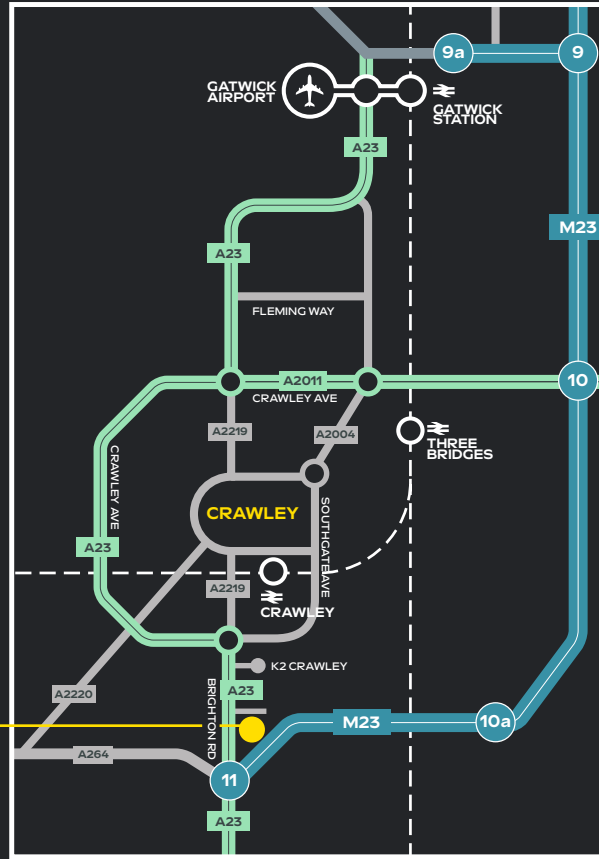 9a
9
GATWICK
AIRPORT
GATWICK
STATION
A23
M23
A23
FLEMING WAY
A2011
10
CRAWLEY AVE
A2219
A2004
THREE
BRIDGES
CRAWLEY AVE
CRAWLEY
SOUTHGATE AVE
A23
A2219
CRAWLEY
K2 CRAWLEY
A2220
A23
BRIGHTON RD
M23
10a
A264
11
A23